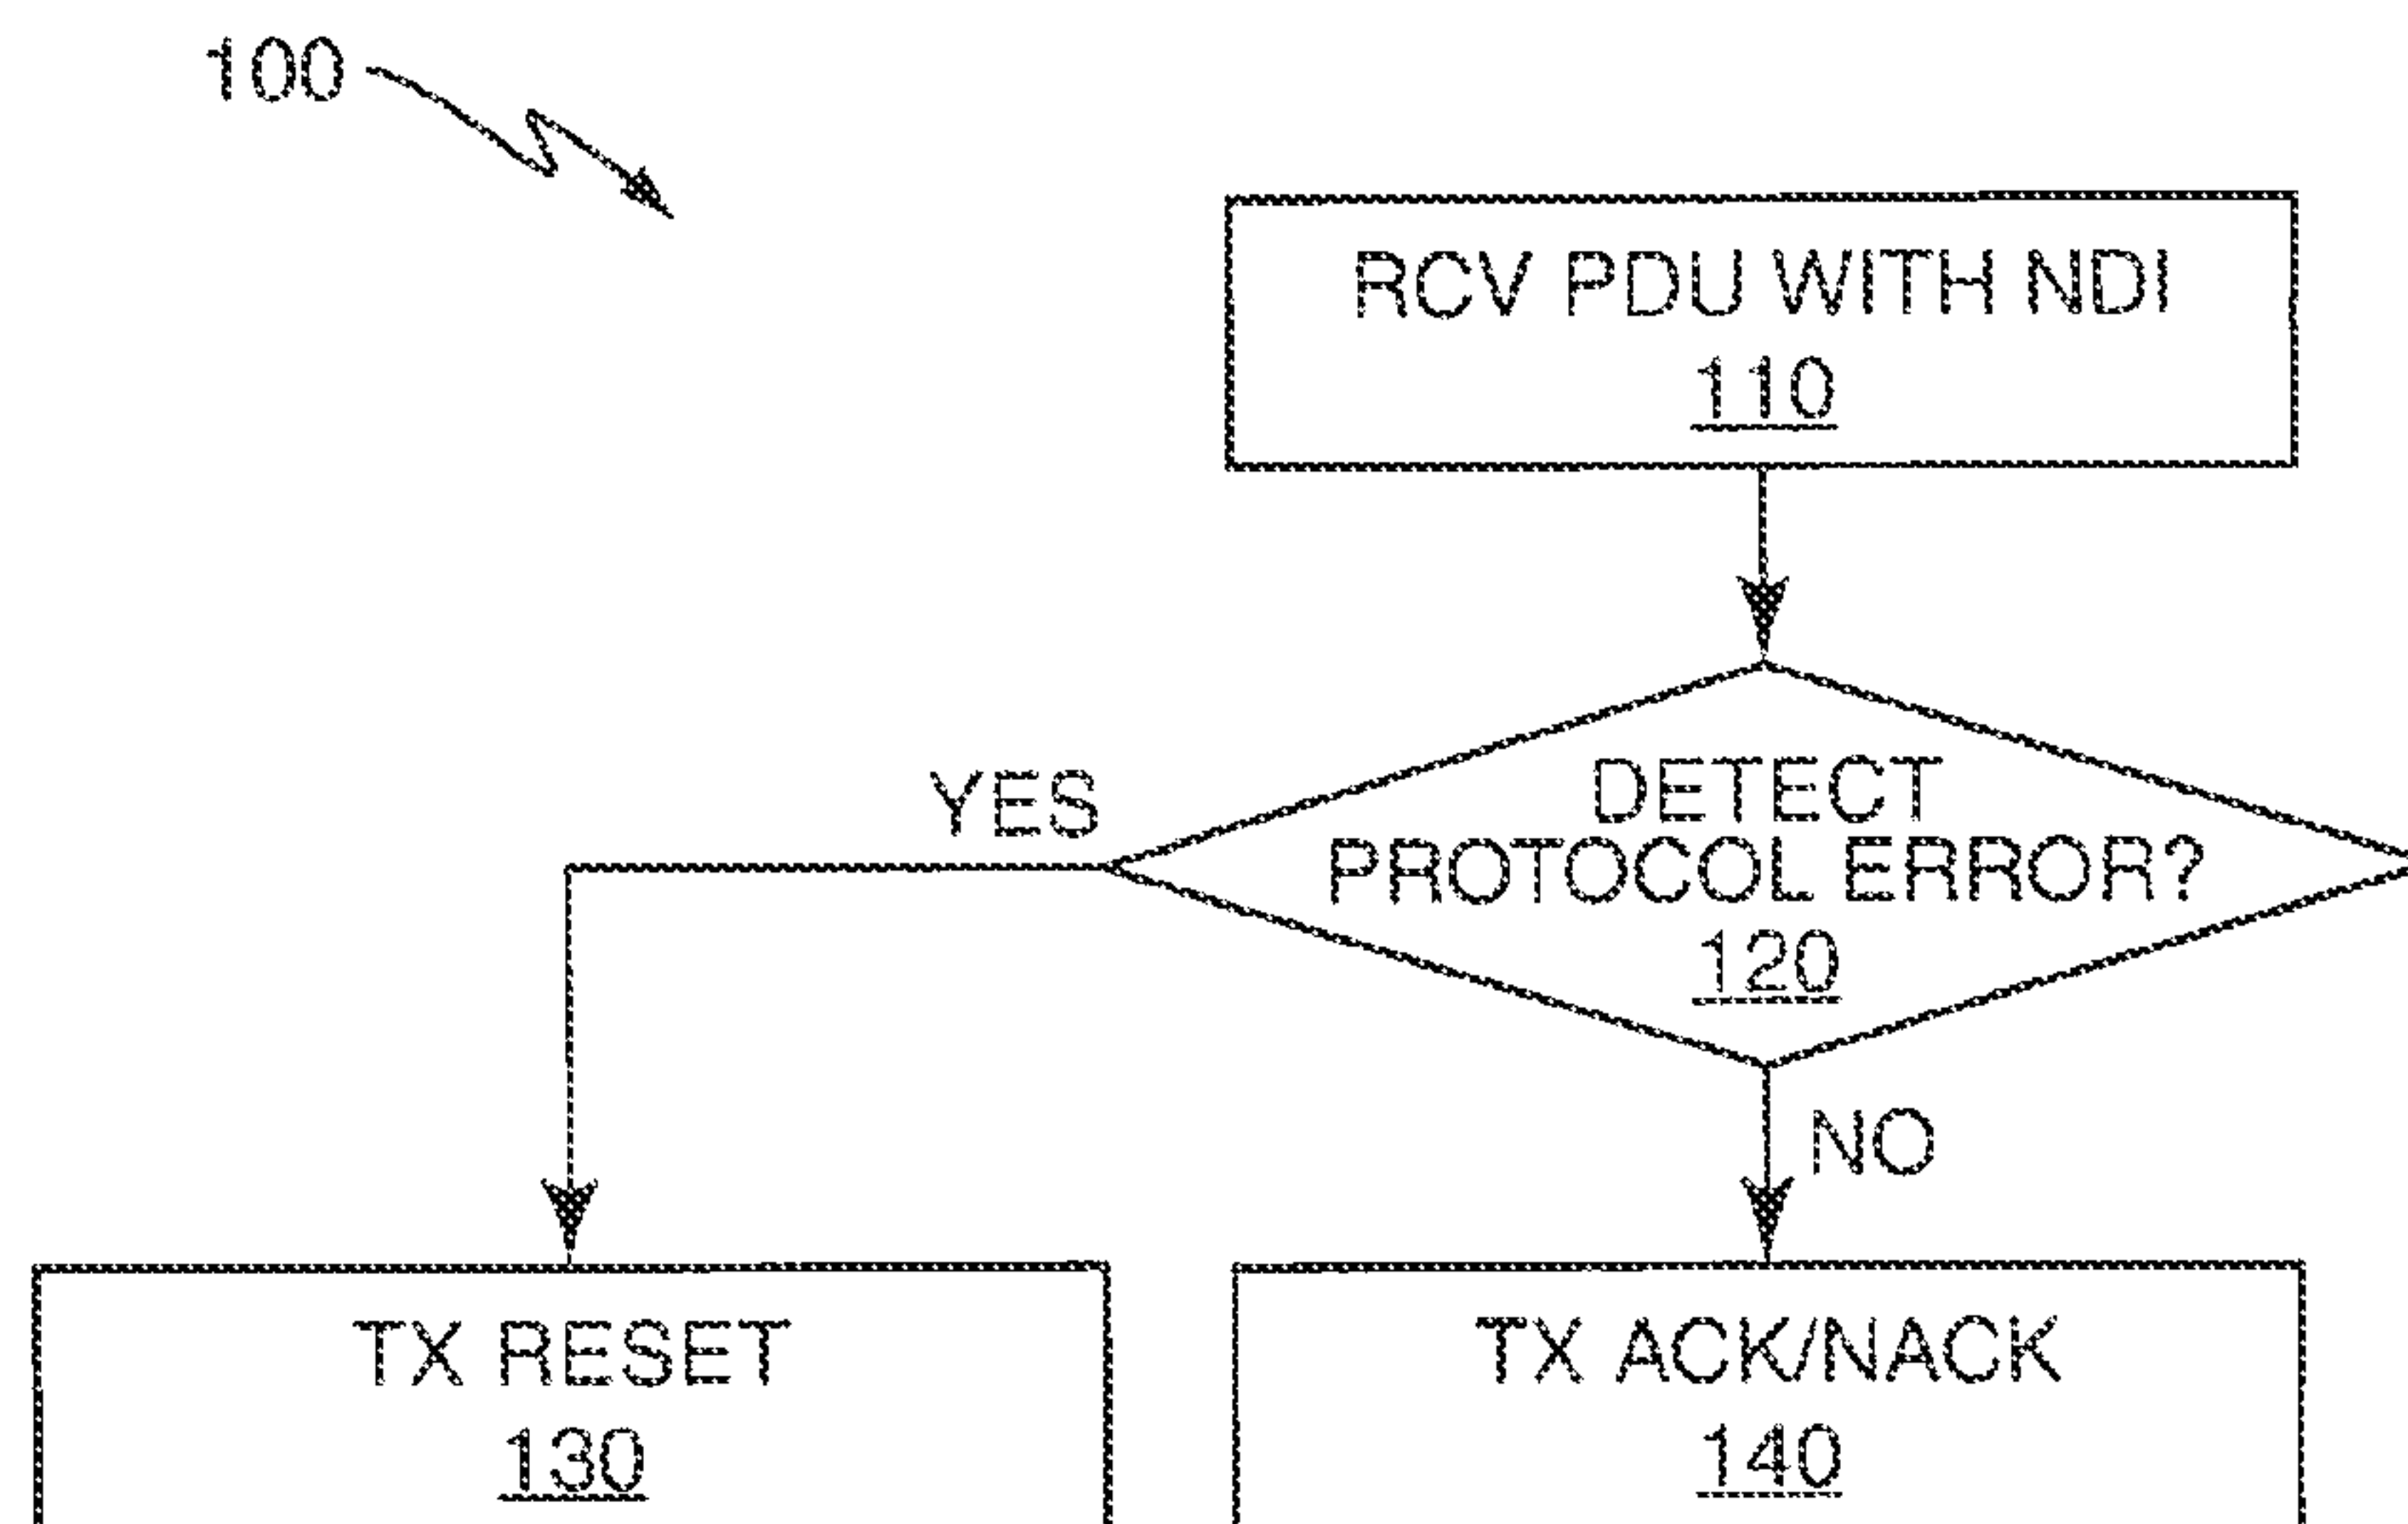 100
RCV PDU WITH NDI
110
DETECT
PROTOCOL ERROR?
120
YES
NO
TX RESET
130
TX ACK/NACK
140